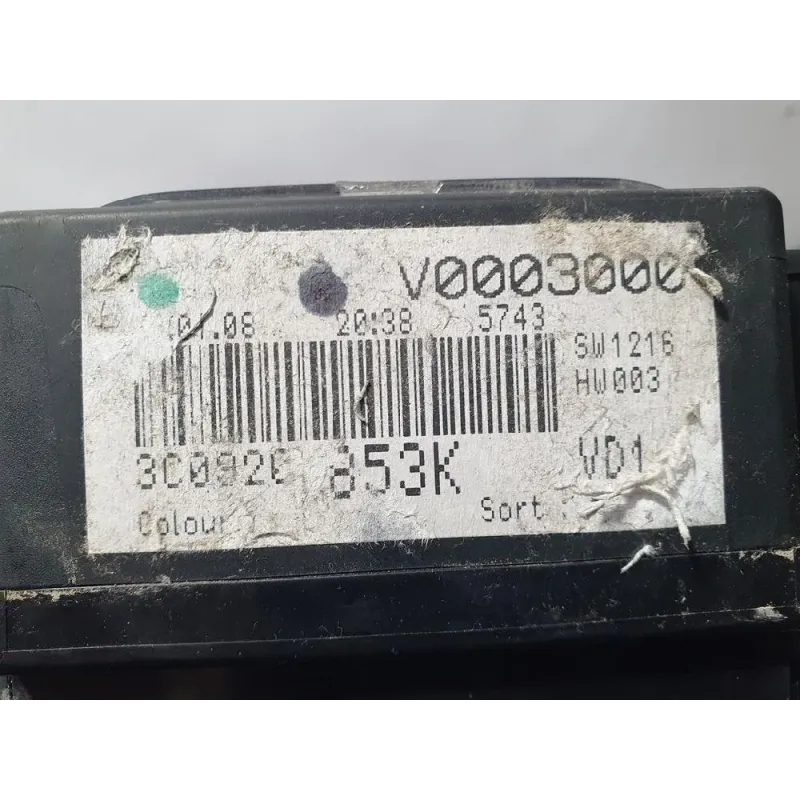 V0003000
01.08 20:38 5743
SW1216
HW003
3C0920 853K VD1
Colour: Sort :